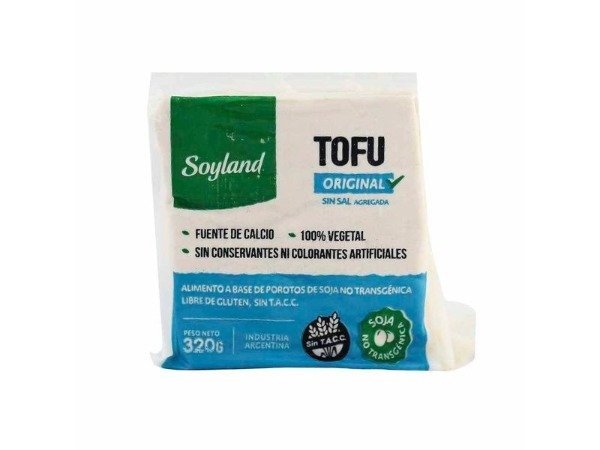 Soyland
TOFU
ORIGINAL
SIN SAL AGREGADA
FUENTE DE CALCIO 100% VEGETAL
SIN CONSERVANTES NI COLORANTES ARTIFICIALES
ALIMENTO A BASE DE POROTOS DE SOJA NO TRANSGÉNICA
LIBRE DE GLUTEN, SIN T.A.C.C.
PESO NETO
320G
INDUSTRIA
ARGENTINA
Sin T.A.C.C.
SOJA
NO TRANSGÉNICA